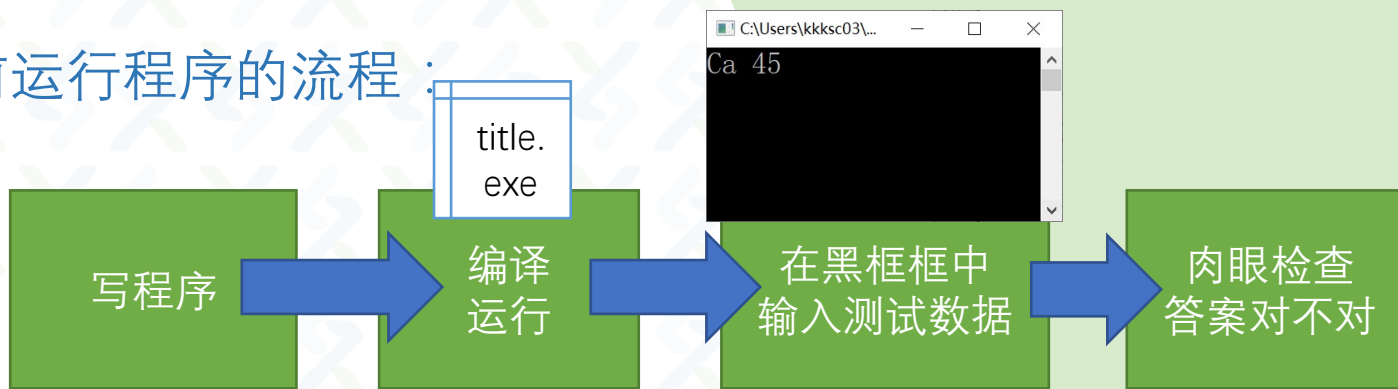 运行程序的流程：
title.
exe
C:\Users\kkksc03\...
Ca 45
写程序
编译
运行
在黑框框中
输入测试数据
肉眼检查
答案对不对